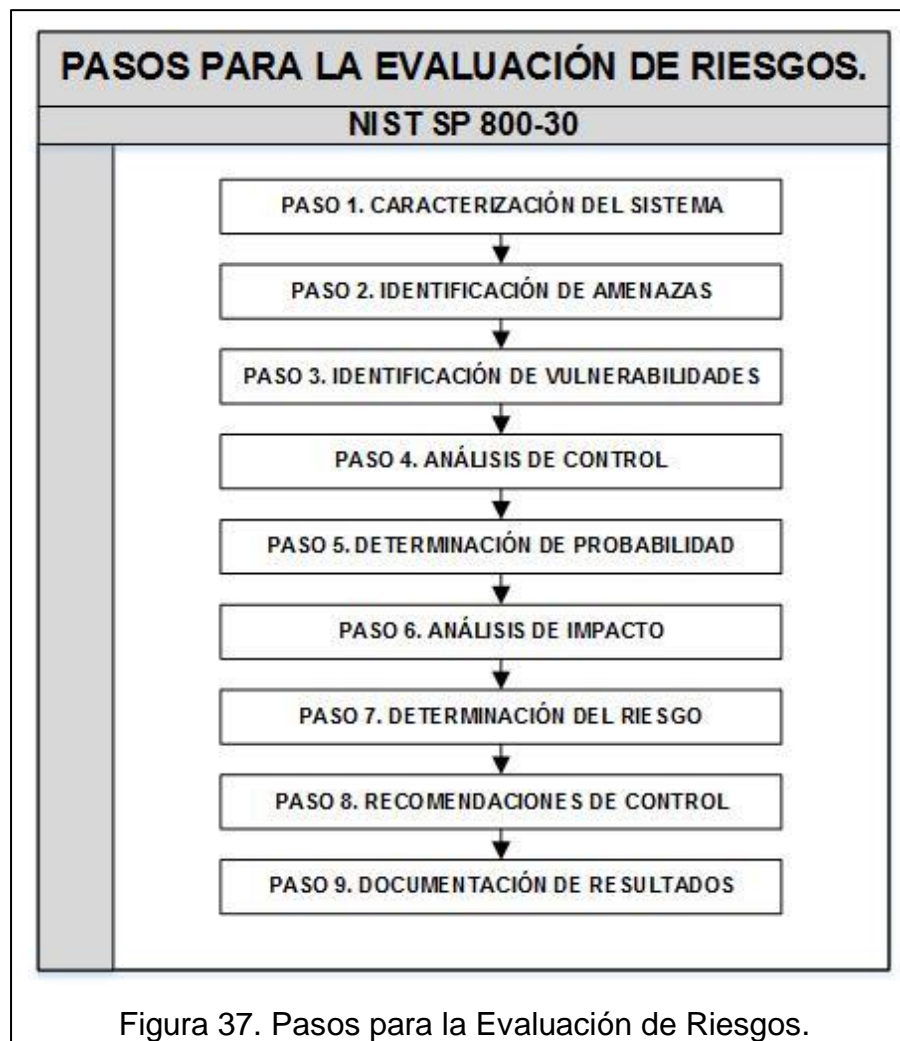 PASOS PARA LA EVALUACIÓN DE RIESGOS.
NIST SP 800-30
PASO 1. CARACTERIZACIÓN DEL SISTEMA
PASO 2. IDENTIFICACIÓN DE AMENAZAS
PASO 3. IDENTIFICACIÓN DE VULNERABILIDADES
PASO 4. ANÁLISIS DE CONTROL
PASO 5. DETERMINACIÓN DE PROBABILIDAD
PASO 6. ANÁLISIS DE IMPACTO
PASO 7. DETERMINACIÓN DEL RIESGO
PASO 8. RECOMENDACIONES DE CONTROL
PASO 9. DOCUMENTACIÓN DE RESULTADOS
Figura 37. Pasos para la Evaluación de Riesgos.